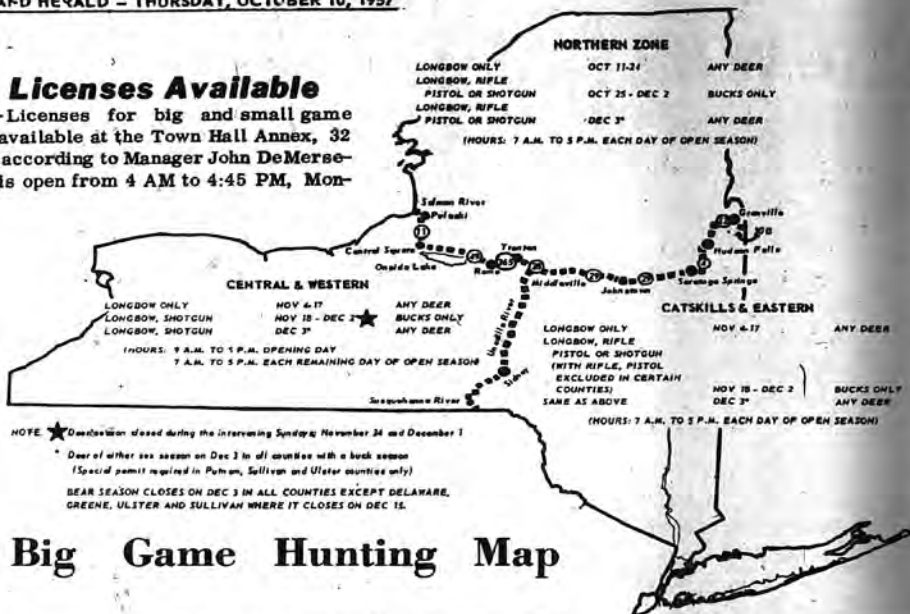 HERALD — THURSDAY, OCTOBER 10, 1957
Licenses Available
-Licenses for big and small game
available at the Town Hall Annex, 32
according to Manager John DeMerse-
is open from 4 AM to 4:45 PM, Mon-
NORTHERN ZONE
LONGBOW ONLY OCT 11-24 ANY DEER
LONGBOW, RIFLE
PISTOL OR SHOTGUN OCT 25 - DEC 2 BUCKS ONLY
LONGBOW, RIFLE
PISTOL OR SHOTGUN DEC 3* ANY DEER
(HOURS: 7 A.M. TO 5 P.M. EACH DAY OF OPEN SEASON)
Salmon River
Pulaski
11
Central Square
Oneida Lake
Rome
365
Trenton
28
Middleville
29
Johnstown
29
Saratoga Springs
Hudson Falls
Granville
Unadilla River
Sidney
Susquehanna River
CENTRAL & WESTERN
LONGBOW ONLY NOV 4-17 ANY DEER
LONGBOW, SHOTGUN NOV 18 - DEC 2★ BUCKS ONLY
LONGBOW, SHOTGUN DEC 3* ANY DEER
(HOURS: 9 A.M. TO 5 P.M. OPENING DAY
7 A.M. TO 5 P.M. EACH REMAINING DAY OF OPEN SEASON)
CATSKILLS & EASTERN
LONGBOW ONLY NOV 4-17 ANY DEER
LONGBOW, RIFLE
PISTOL OR SHOTGUN
(WITH RIFLE, PISTOL
EXCLUDED IN CERTAIN
COUNTIES) NOV 18 - DEC 2 BUCKS ONLY
SAME AS ABOVE DEC 3* ANY DEER
(HOURS: 7 A.M. TO 5 P.M. EACH DAY OF OPEN SEASON)
NOTE ★ Deer season closed during the intervening Sundays November 24 and December 1
* Deer of either sex season on Dec 3 in all counties with a buck season
(Special permit required in Putnam, Sullivan and Ulster counties only)
BEAR SEASON CLOSES ON DEC 3 IN ALL COUNTIES EXCEPT DELAWARE,
GREENE, ULSTER AND SULLIVAN WHERE IT CLOSES ON DEC 15.
Big Game Hunting Map